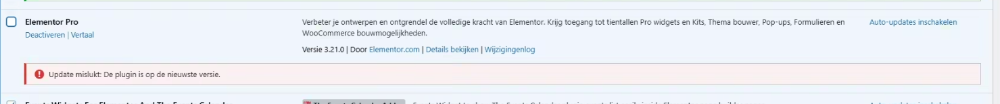 Elementor Pro
Deactiveren | Vertaal
Verbeter je ontwerpen en ontgrendel de volledige kracht van Elementor. Krijg toegang tot tientallen Pro widgets en Kits, Thema bouwer, Pop-ups, Formulieren en
WooCommerce bouwmogelijkheden.
Versie 3.21.0 | Door Elementor.com | Details bekijken | Wijzigingenlog
Auto-updates inschakelen
Update mislukt: De plugin is op de nieuwste versie.